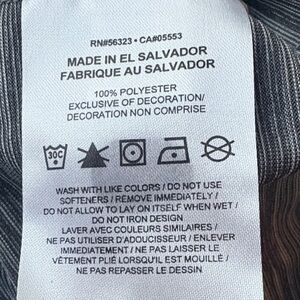 RN#56323 • CA#05553
MADE IN EL SALVADOR
FABRIQUE AU SALVADOR
100% POLYESTER
EXCLUSIVE OF DECORATION/
DECORATION NON COMPRISE
30C
WASH WITH LIKE COLORS / DO NOT USE
SOFTENERS / REMOVE IMMEDIATELY /
DO NOT ALLOW TO LAY ON ITSELF WHEN WET /
DO NOT IRON DESIGN
LAVER AVEC COULEURS SIMILAIRES /
NE PAS UTILISER D'ADOUCISSEUR / ENLEVER
IMMEDIATEMENT / NE PAS LAISSER LE
VÊTEMENT PLIÉ LORSQU'IL EST MOUILLÉ /
NE PAS REPASSER LE DESSIN